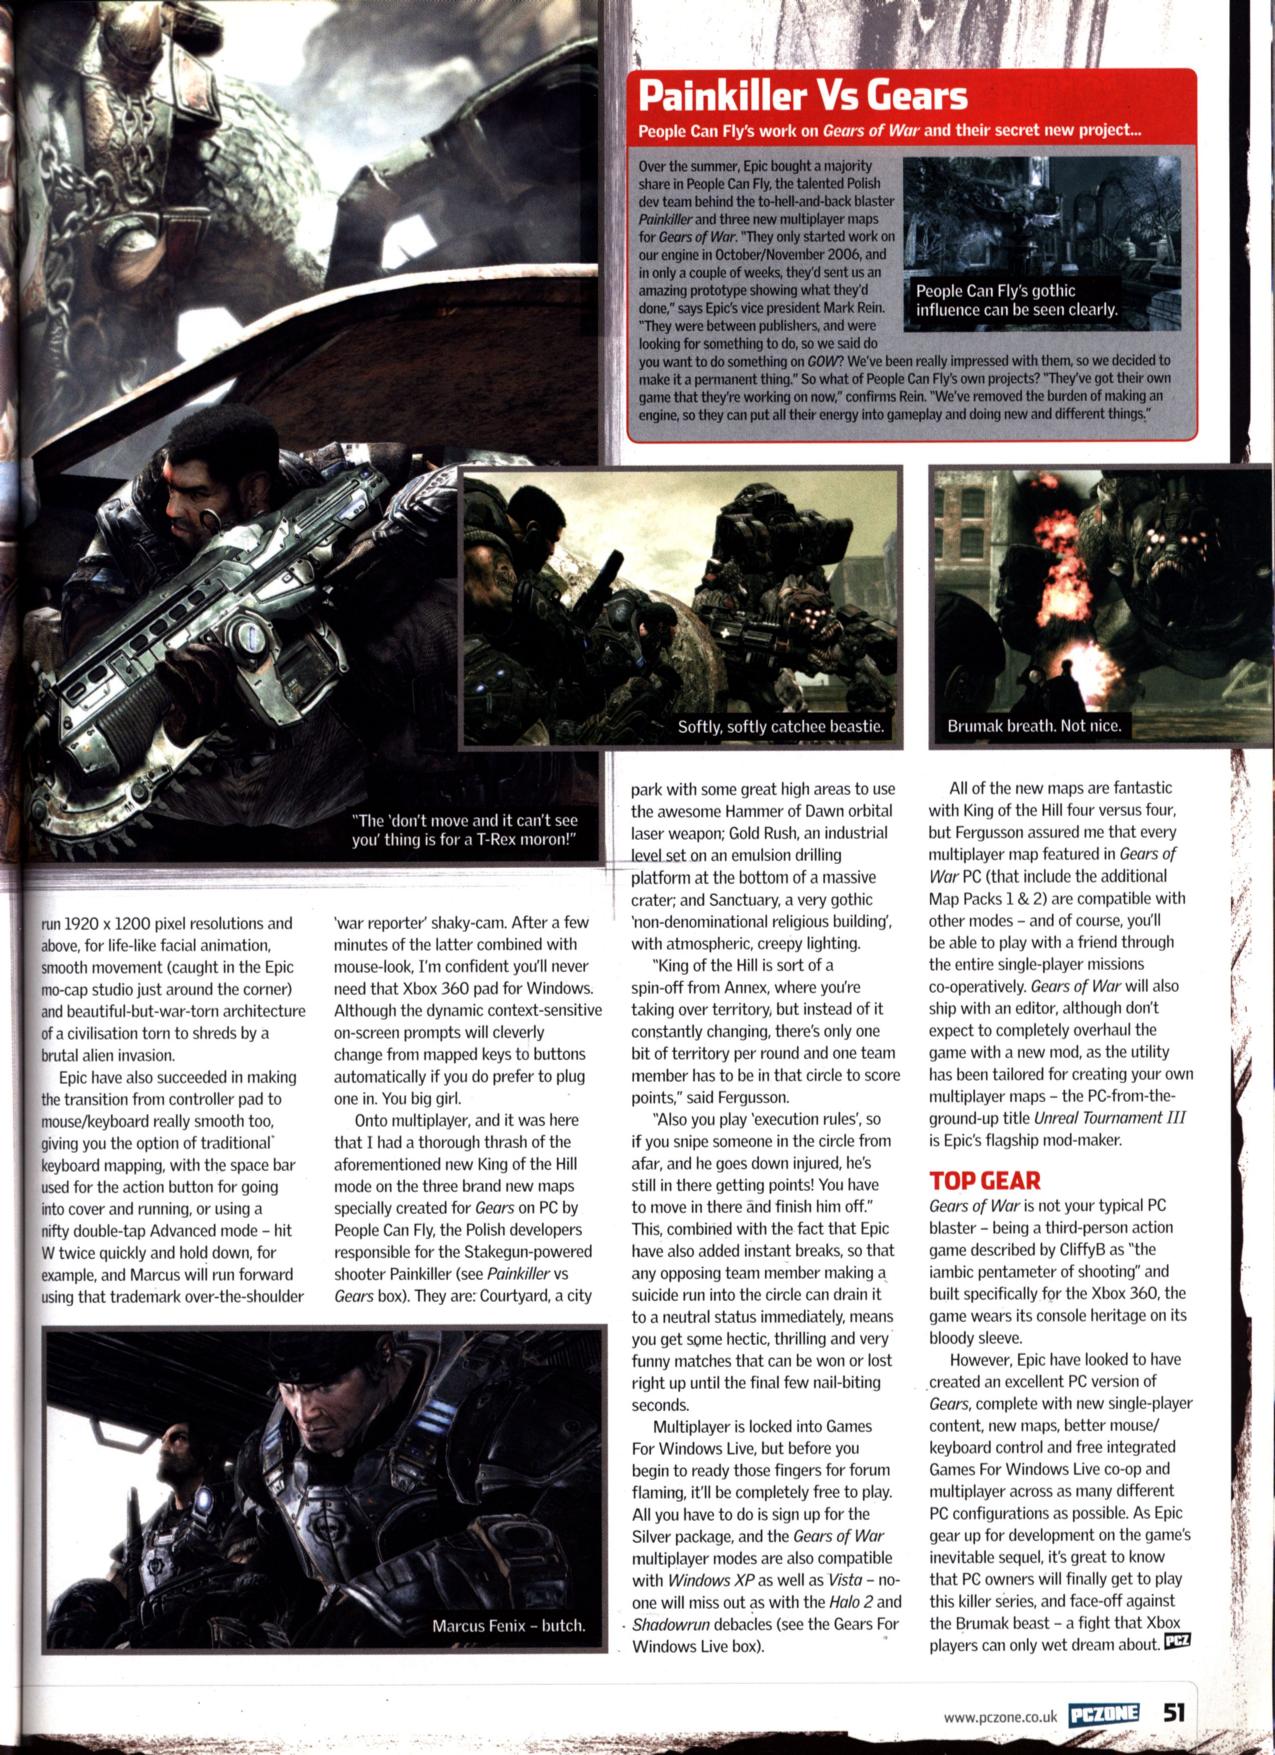 Painkiller Vs Gears
People Can Fly's work on Gears of War and their secret new project...
Over the summer, Epic bought a majority
share in People Can Fly, the talented Polish
dev team behind the to-hell-and-back blaster
Painkiller and three new multiplayer maps
for Gears of War. "They only started work on
our engine in October/November 2006, and
in only a couple of weeks, they'd sent us an
amazing prototype showing what they'd
done," says Epic's vice president Mark Rein.
"They were between publishers, and were
looking for something to do, so we said do
you want to do something on GOW? We've been really impressed with them, so we decided to
make it a permanent thing." So what of People Can Fly's own projects? "They've got their own
game that they're working on now," confirms Rein. "We've removed the burden of making an
engine, so they can put all their energy into gameplay and doing new and different things."
People Can Fly's gothic
influence can be seen clearly.
Softly, softly catchee beastie.
Brumak breath. Not nice.
"The 'don't move and it can't see
you' thing is for a T-Rex moron!"
run 1920 x 1200 pixel resolutions and
above, for life-like facial animation,
smooth movement (caught in the Epic
mo-cap studio just around the corner)
and beautiful-but-war-torn architecture
of a civilisation torn to shreds by a
brutal alien invasion.
Epic have also succeeded in making
the transition from controller pad to
mouse/keyboard really smooth too,
giving you the option of traditional
keyboard mapping, with the space bar
used for the action button for going
into cover and running, or using a
nifty double-tap Advanced mode – hit
W twice quickly and hold down, for
example, and Marcus will run forward
using that trademark over-the-shoulder
'war reporter' shaky-cam. After a few
minutes of the latter combined with
mouse-look, I'm confident you'll never
need that Xbox 360 pad for Windows.
Although the dynamic context-sensitive
on-screen prompts will cleverly
change from mapped keys to buttons
automatically if you do prefer to plug
one in. You big girl.
Onto multiplayer, and it was here
that I had a thorough thrash of the
aforementioned new King of the Hill
mode on the three brand new maps
specially created for Gears on PC by
People Can Fly, the Polish developers
responsible for the Stakegun-powered
shooter Painkiller (see Painkiller vs
Gears box). They are: Courtyard, a city
Marcus Fenix – butch.
park with some great high areas to use
the awesome Hammer of Dawn orbital
laser weapon; Gold Rush, an industrial
level set on an emulsion drilling
platform at the bottom of a massive
crater; and Sanctuary, a very gothic
'non-denominational religious building',
with atmospheric, creepy lighting.
"King of the Hill is sort of a
spin-off from Annex, where you're
taking over territory, but instead of it
constantly changing, there's only one
bit of territory per round and one team
member has to be in that circle to score
points," said Fergusson.
"Also you play 'execution rules', so
if you snipe someone in the circle from
afar, and he goes down injured, he's
still in there getting points! You have
to move in there and finish him off."
This, combined with the fact that Epic
have also added instant breaks, so that
any opposing team member making a
suicide run into the circle can drain it
to a neutral status immediately, means
you get some hectic, thrilling and very
funny matches that can be won or lost
right up until the final few nail-biting
seconds.
Multiplayer is locked into Games
For Windows Live, but before you
begin to ready those fingers for forum
flaming, it'll be completely free to play.
All you have to do is sign up for the
Silver package, and the Gears of War
multiplayer modes are also compatible
with Windows XP as well as Vista – no-
one will miss out as with the Halo 2 and
Shadowrun debacles (see the Gears For
Windows Live box).
All of the new maps are fantastic
with King of the Hill four versus four,
but Fergusson assured me that every
multiplayer map featured in Gears of
War PC (that include the additional
Map Packs 1 & 2) are compatible with
other modes – and of course, you'll
be able to play with a friend through
the entire single-player missions
co-operatively. Gears of War will also
ship with an editor, although don't
expect to completely overhaul the
game with a new mod, as the utility
has been tailored for creating your own
multiplayer maps – the PC-from-the-
ground-up title Unreal Tournament III
is Epic's flagship mod-maker.
TOP GEAR
Gears of War is not your typical PC
blaster – being a third-person action
game described by CliffyB as "the
iambic pentameter of shooting" and
built specifically for the Xbox 360, the
game wears its console heritage on its
bloody sleeve.
However, Epic have looked to have
created an excellent PC version of
Gears, complete with new single-player
content, new maps, better mouse/
keyboard control and free integrated
Games For Windows Live co-op and
multiplayer across as many different
PC configurations as possible. As Epic
gear up for development on the game's
inevitable sequel, it's great to know
that PC owners will finally get to play
this killer series, and face-off against
the Brumak beast – a fight that Xbox
players can only wet dream about. PCZ
www.pczone.co.uk PCZONE 51